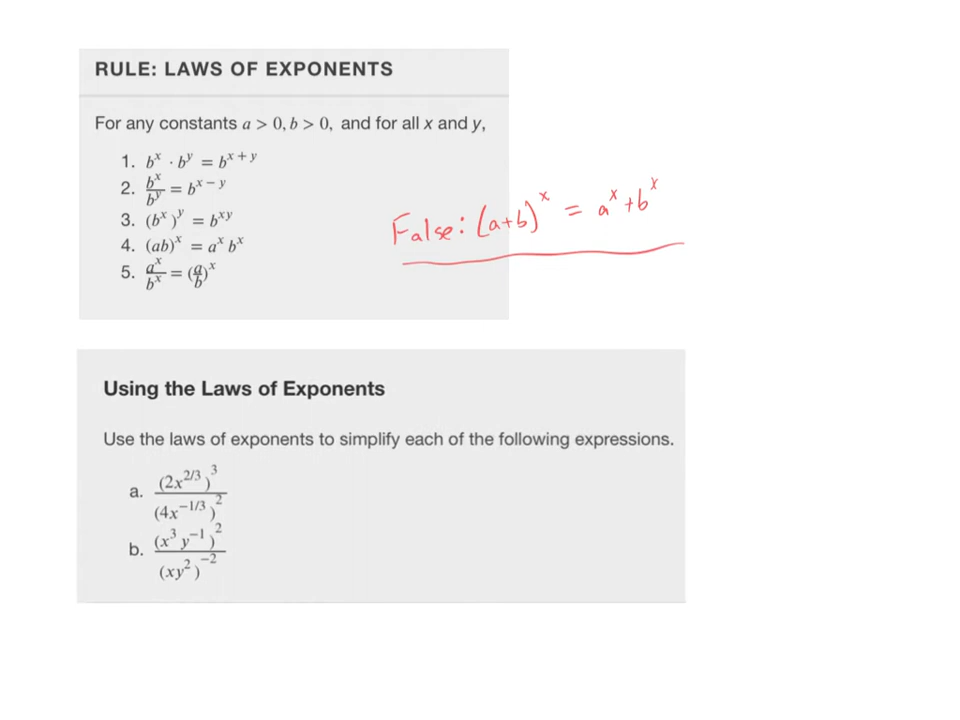 RULE: LAWS OF EXPONENTS
For any constants a > 0, b > 0, and for all x and y,
1. b^x · b^y = b^(x + y)
2. b^x / b^y = b^(x − y)
3. (b^x)^y = b^(xy)
4. (ab)^x = a^x b^x
5. a^x / b^x = (a/b)^x
False: (a+b)^x = a^x + b^x
Using the Laws of Exponents
Use the laws of exponents to simplify each of the following expressions.
a. (2x^(2/3))^3 / (4x^(−1/3))^2
b. (x^3 y^(−1))^2 / (xy^2)^(−2)